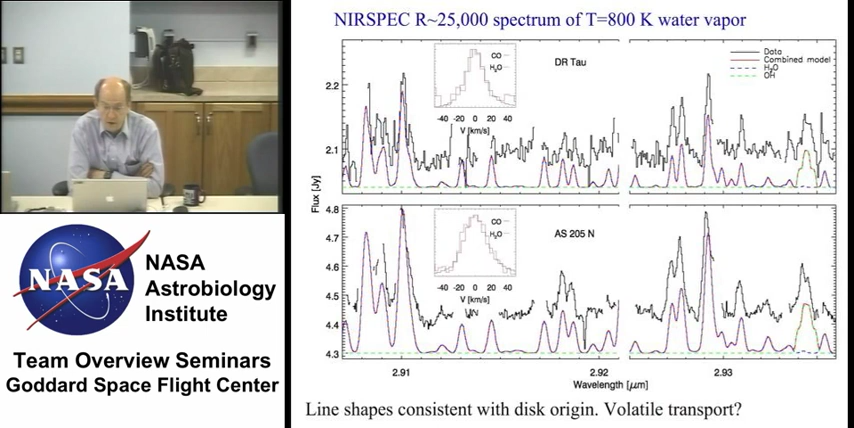 NIRSPEC R~25,000 spectrum of T=800 K water vapor
2.2
2.1
CO
H₂O
-40 -20 0 20 40
V [km/s]
DR Tau
Data
Combined model
H₂O
OH
Flux [Jy]
4.8
4.7
4.6
4.5
4.4
4.3
CO
H₂O
-40 -20 0 20 40
V [km/s]
AS 205 N
2.91
2.92
2.93
Wavelength [μm]
Line shapes consistent with disk origin. Volatile transport?
NASA
NASA
Astrobiology
Institute
Team Overview Seminars
Goddard Space Flight Center